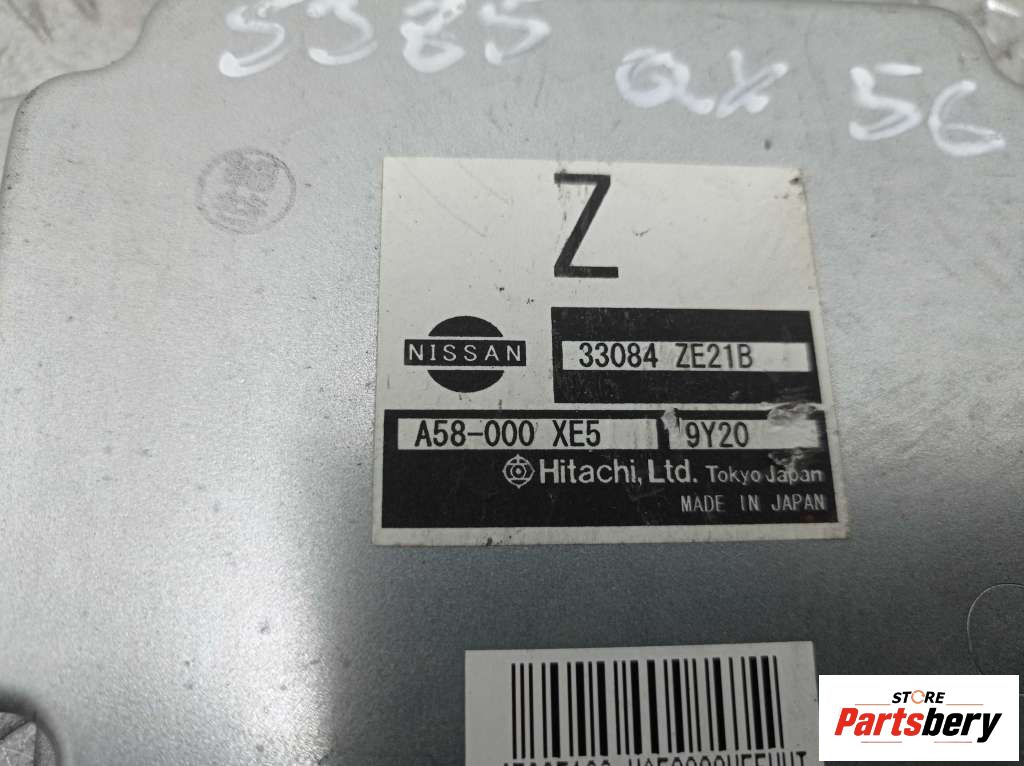 5385
QX 56
Z
NISSAN
33084 ZE21B
A58-000 XE5 9Y20
Hitachi, Ltd. Tokyo Japan
MADE IN JAPAN
STORE
Partsbery